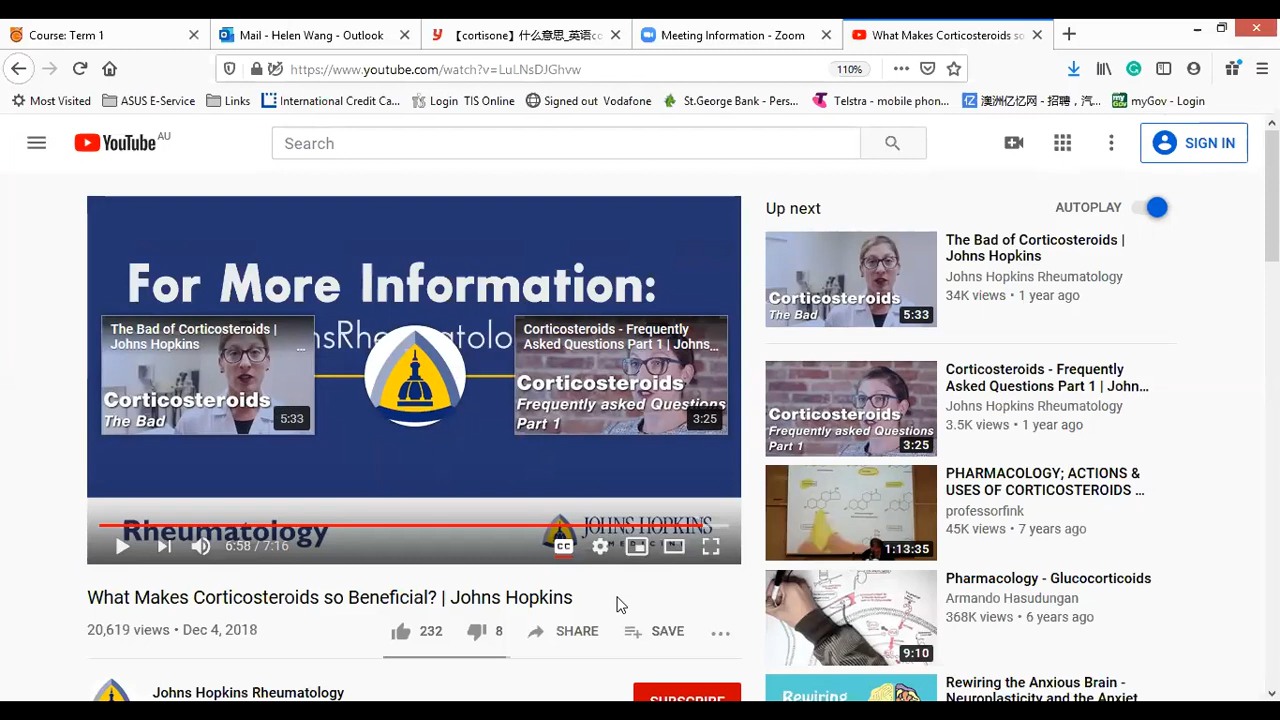 Course: Term 1
Mail - Helen Wang - Outlook
【cortisone】什么意思_英语co
Meeting Information - Zoom
What Makes Corticosteroids so
https://www.youtube.com/watch?v=LuLNsDJGhvw
110%
Most Visited
ASUS E-Service
Links
International Credit Ca...
Login TIS Online
Signed out Vodafone
St.George Bank - Pers...
Telstra - mobile phon...
澳洲亿忆网 - 招聘，汽...
myGov - Login
YouTube AU
Search
SIGN IN
For More Information:
The Bad of Corticosteroids |
Johns Hopkins
...
Corticosteroids
The Bad
5:33
Corticosteroids - Frequently
Asked Questions Part 1 | Johns...
Corticosteroids
Frequently asked Questions
Part 1
3:25
Rheumatology
JOHNS HOPKINS
6:58 / 7:16
CC
What Makes Corticosteroids so Beneficial? | Johns Hopkins
20,619 views • Dec 4, 2018
232
8
SHARE
SAVE
Johns Hopkins Rheumatology
SUBSCRIBE
Up next
AUTOPLAY
Corticosteroids
The Bad
5:33
The Bad of Corticosteroids |
Johns Hopkins
Johns Hopkins Rheumatology
34K views • 1 year ago
Corticosteroids
Frequently asked Questions
Part 1
3:25
Corticosteroids - Frequently
Asked Questions Part 1 | John...
Johns Hopkins Rheumatology
3.5K views • 1 year ago
1:13:35
PHARMACOLOGY; ACTIONS &
USES OF CORTICOSTEROIDS ...
professorfink
45K views • 7 years ago
9:10
Pharmacology - Glucocorticoids
Armando Hasudungan
368K views • 6 years ago
Rewiring
Rewiring the Anxious Brain -
Neuroplasticity and the Anxiet